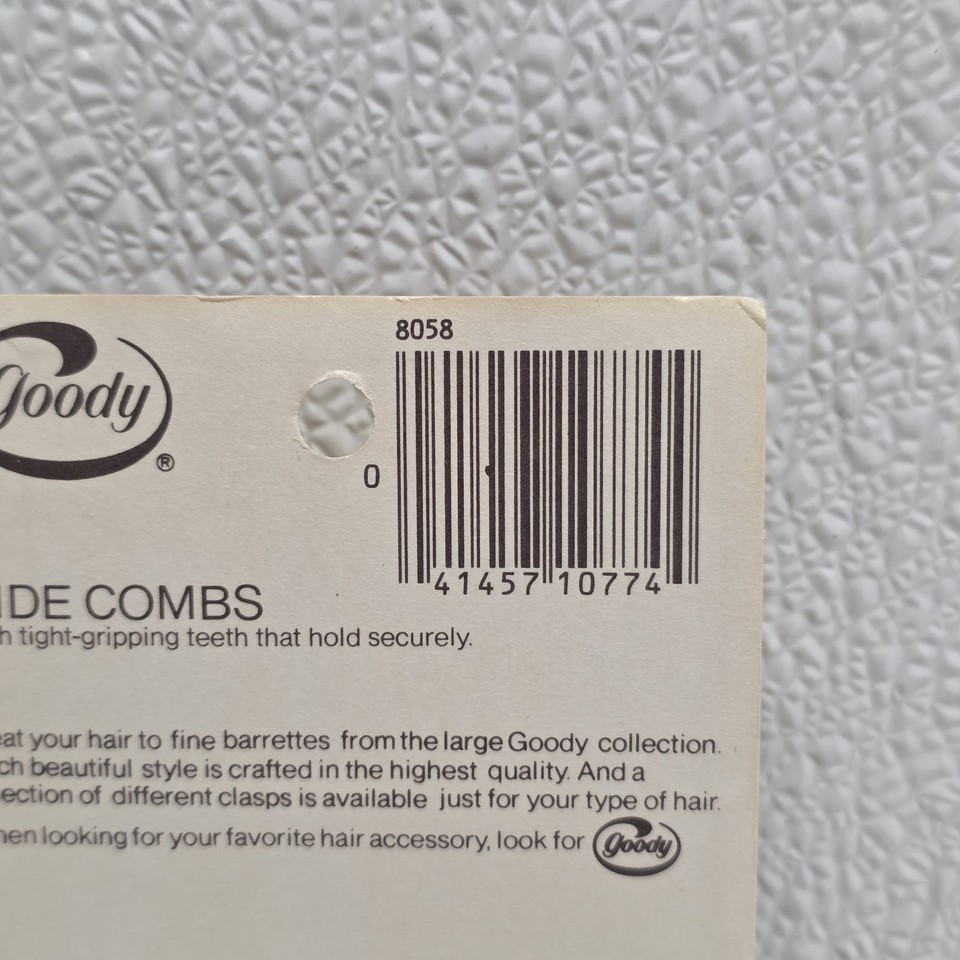 8058
goody
®
0
41457 10774
IDE COMBS
h tight-gripping teeth that hold securely.
eat your hair to fine barrettes from the large Goody collection.
ch beautiful style is crafted in the highest quality. And a
ection of different clasps is available just for your type of hair.
hen looking for your favorite hair accessory, look for goody